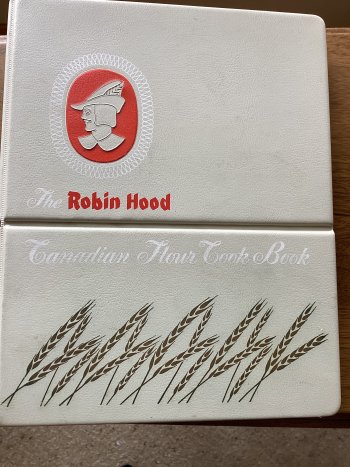 The Robin Hood
Canadian Flour Cook Book